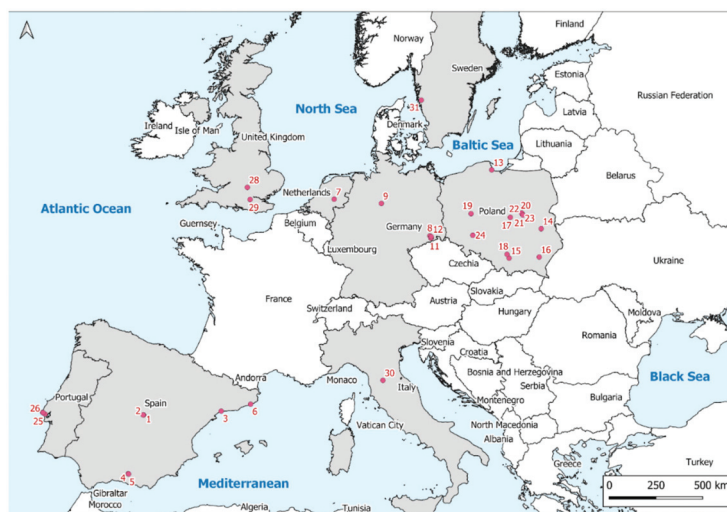 Finland
Norway
Sweden
Estonia
Russian Federation
North Sea
31
Latvia
Ireland
Isle of Man
Denmark
Baltic Sea
Lithuania
United Kingdom
13
Belarus
28
Netherlands
7
9
29
19
Poland
22
20
17
21
23
14
Atlantic Ocean
Guernsey
Belgium
Germany
8
12
11
24
Luxembourg
18
15
16
Czechia
Ukraine
Slovakia
France
Austria
Switzerland
Hungary
Moldova
Slovenia
Romania
Croatia
Andorra
Monaco
30
Italy
Bosnia and Herzegovina
Serbia
Black Sea
Portugal
Spain
Montenegro
Bulgaria
26
25
2
1
3
6
Vatican City
North Macedonia
Albania
4
5
Mediterranean
Greece
Turkey
Gibraltar
Morocco
Algeria
Tunisia
0 250 500 km